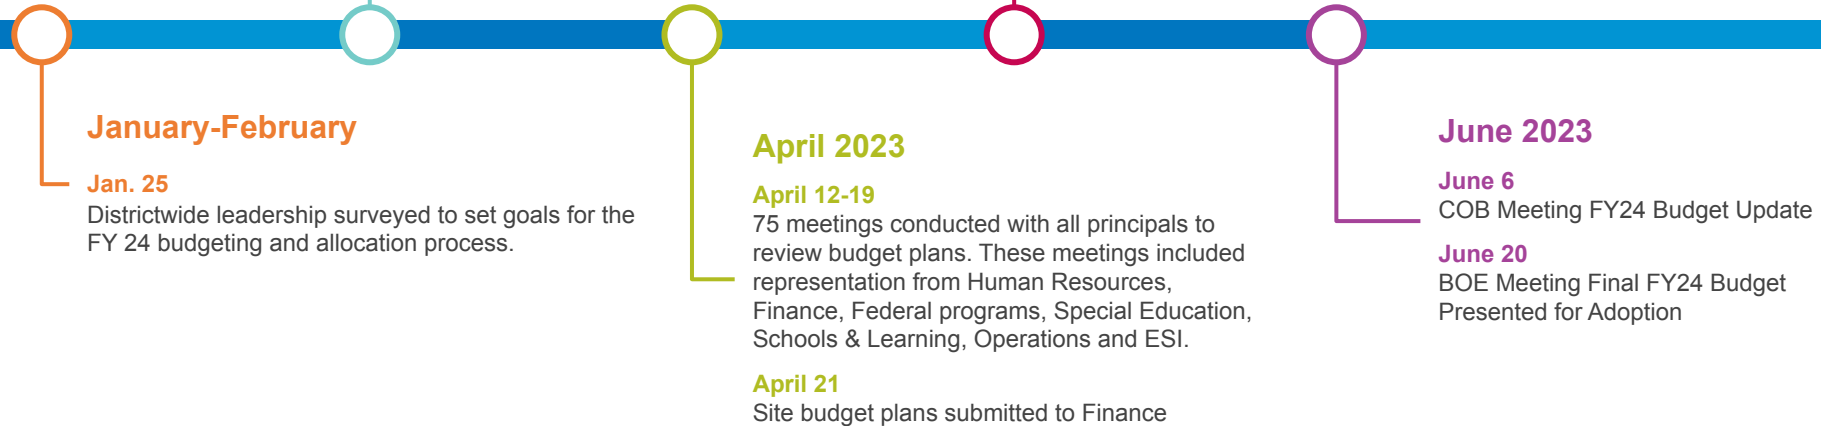 January-February
Jan. 25
Districtwide leadership surveyed to set goals for the
FY 24 budgeting and allocation process.
April 2023
April 12-19
75 meetings conducted with all principals to
review budget plans. These meetings included
representation from Human Resources,
Finance, Federal programs, Special Education,
Schools & Learning, Operations and ESI.
April 21
Site budget plans submitted to Finance
June 2023
June 6
COB Meeting FY24 Budget Update
June 20
BOE Meeting Final FY24 Budget
Presented for Adoption